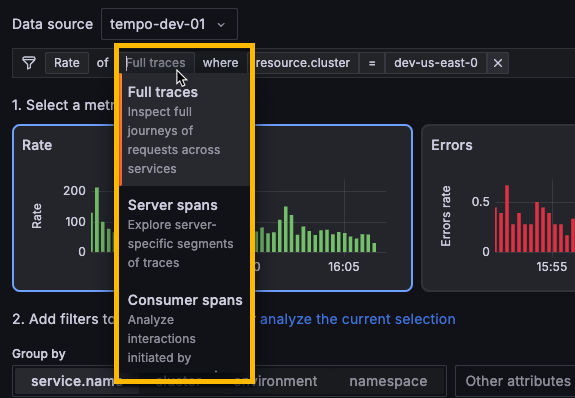 Data source tempo-dev-01
Rate of Full traces where resource.cluster = dev-us-east-0
1. Select a met
Full traces
Inspect full
journeys of
requests across
services
Rate
Errors
200
100
0
Rate
16:05
Errors rate
0.5
0
15:55
Server spans
Explore server-
specific segments
of traces
Consumer spans
Analyze
interactions
initiated by
2. Add filters to analyze the current selection
Group by
service.name cluster environment namespace Other attributes